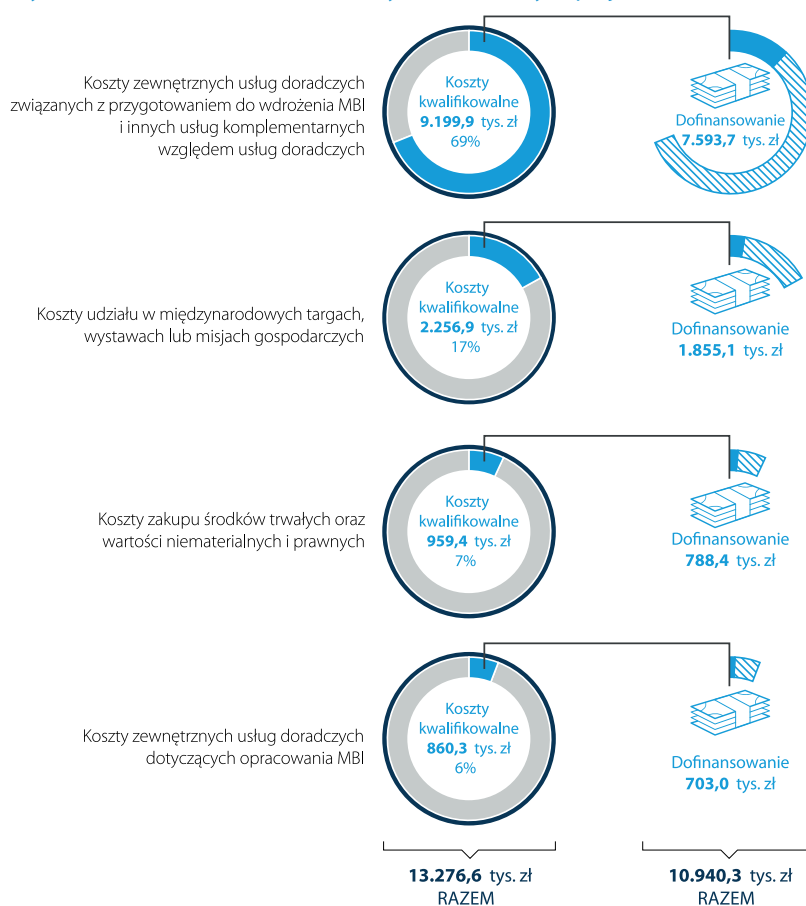 Koszty zewnętrznych usług doradczych
związanych z przygotowaniem do wdrożenia MBI
i innych usług komplementarnych
względem usług doradczych
Koszty
kwalifikowalne
9.199,9 tys. zł
69%
Dofinansowanie
7.593,7 tys. zł
Koszty udziału w międzynarodowych targach,
wystawach lub misjach gospodarczych
Koszty
kwalifikowalne
2.256,9 tys. zł
17%
Dofinansowanie
1.855,1 tys. zł
Koszty zakupu środków trwałych oraz
wartości niematerialnych i prawnych
Koszty
kwalifikowalne
959,4 tys. zł
7%
Dofinansowanie
788,4 tys. zł
Koszty zewnętrznych usług doradczych
dotyczących opracowania MBI
Koszty
kwalifikowalne
860,3 tys. zł
6%
Dofinansowanie
703,0 tys. zł
13.276,6 tys. zł
RAZEM
10.940,3 tys. zł
RAZEM